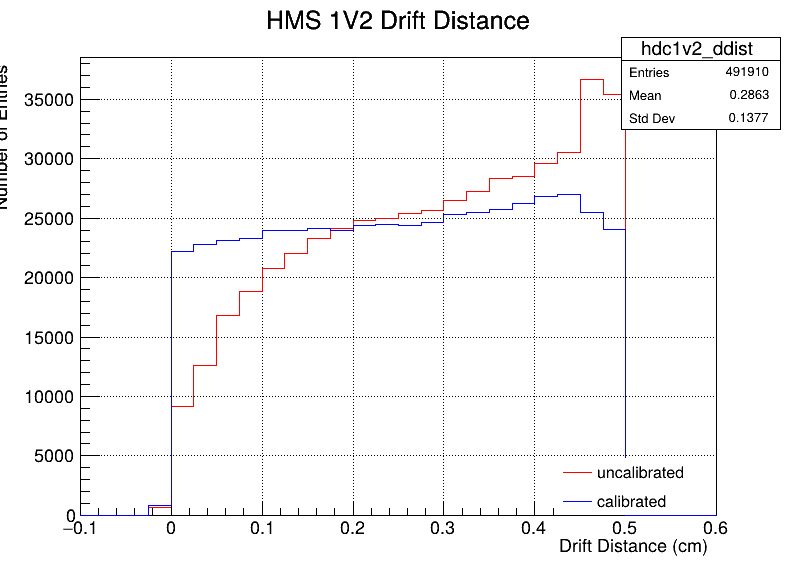 HMS 1V2 Drift Distance
hdc1v2_ddist
Entries 491910
Mean 0.2863
Std Dev 0.1377
Number of Entries
35000
30000
25000
20000
15000
10000
5000
0
−0.1 0 0.1 0.2 0.3 0.4 0.5 0.6
Drift Distance (cm)
uncalibrated
calibrated